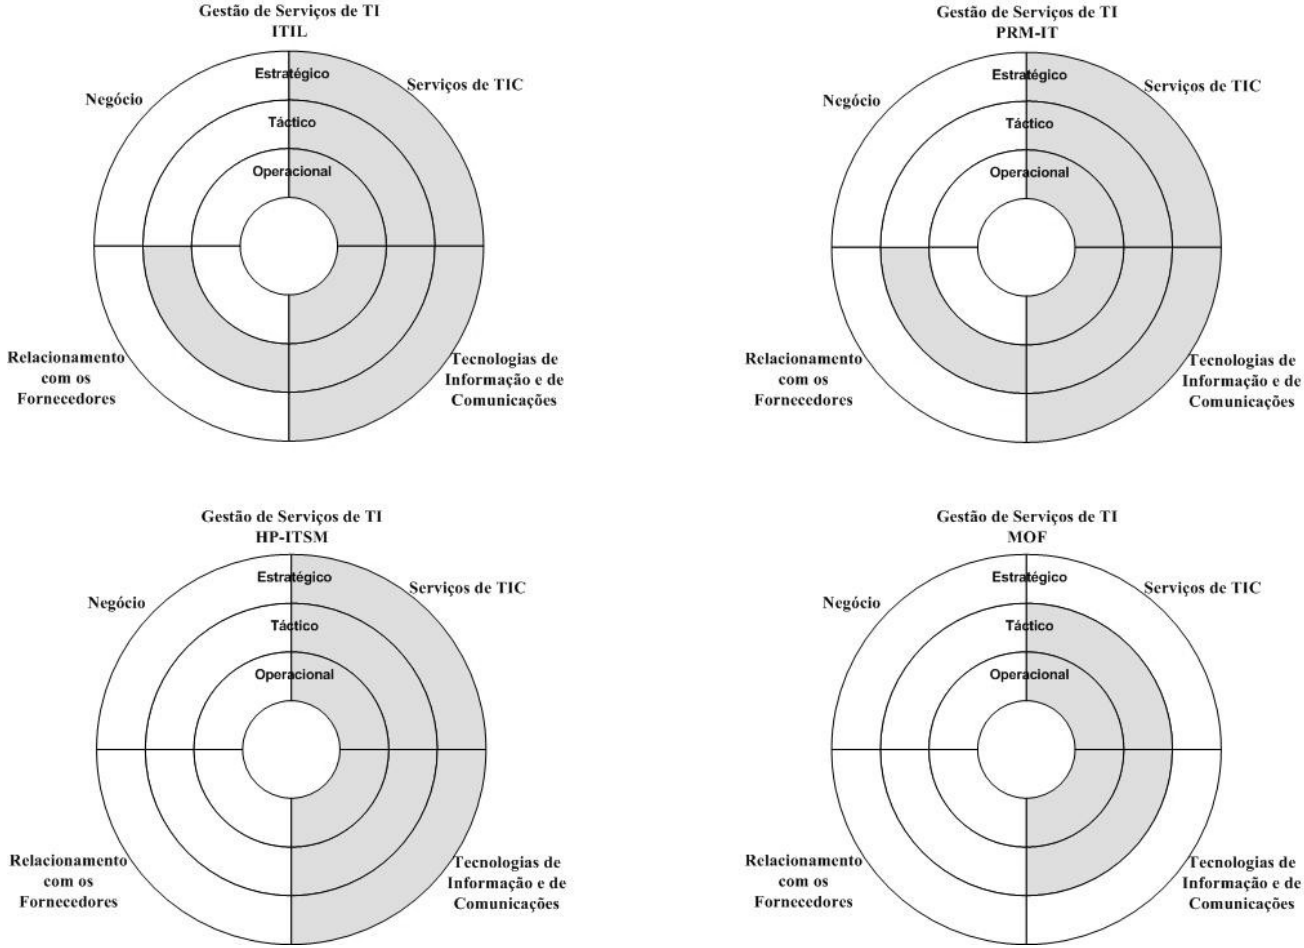 Gestão de Serviços de TI
ITIL
Estratégico
Negócio
Serviços de TIC
Táctico
Operacional
Relacionamento
com os
Fornecedores
Tecnologias de
Informação e de
Comunicações
Gestão de Serviços de TI
PRM-IT
Estratégico
Negócio
Serviços de TIC
Táctico
Operacional
Relacionamento
com os
Fornecedores
Tecnologias de
Informação e de
Comunicações
Gestão de Serviços de TI
HP-ITSM
Estratégico
Negócio
Serviços de TIC
Táctico
Operacional
Relacionamento
com os
Fornecedores
Tecnologias de
Informação e de
Comunicações
Gestão de Serviços de TI
MOF
Estratégico
Negócio
Serviços de TIC
Táctico
Operacional
Relacionamento
com os
Fornecedores
Tecnologias de
Informação e de
Comunicações